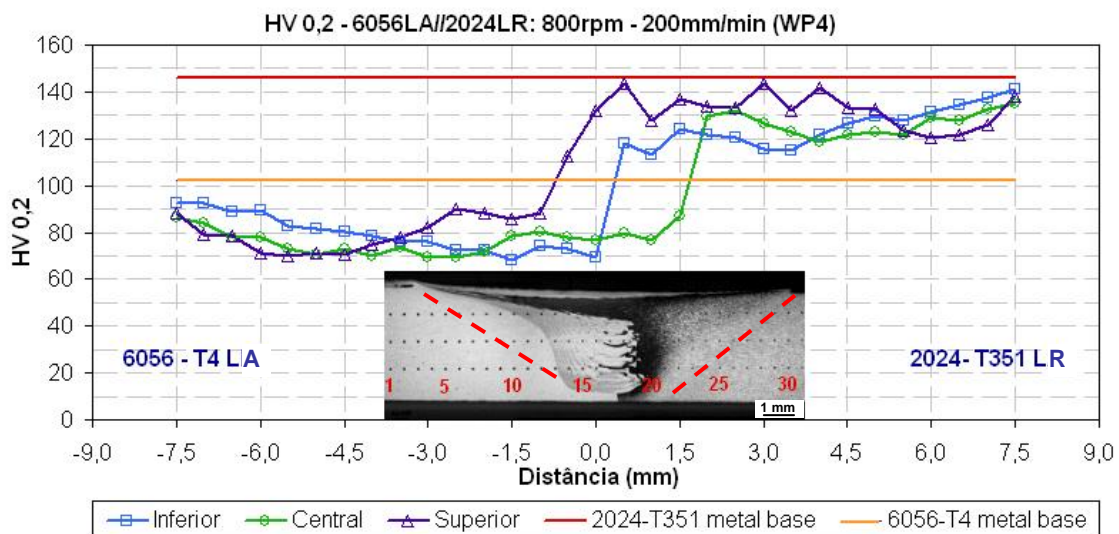 HV 0,2 - 6056LA//2024LR: 800rpm - 200mm/min (WP4)
160
140
120
100
80
60
40
20
0
HV 0,2
6056 - T4 LA
2024- T351 LR
1 5 10 15 20 25 30
1 mm
-9,0 -7,5 -6,0 -4,5 -3,0 -1,5 0,0 1,5 3,0 4,5 6,0 7,5 9,0
Distância (mm)
Inferior Central Superior 2024-T351 metal base 6056-T4 metal base